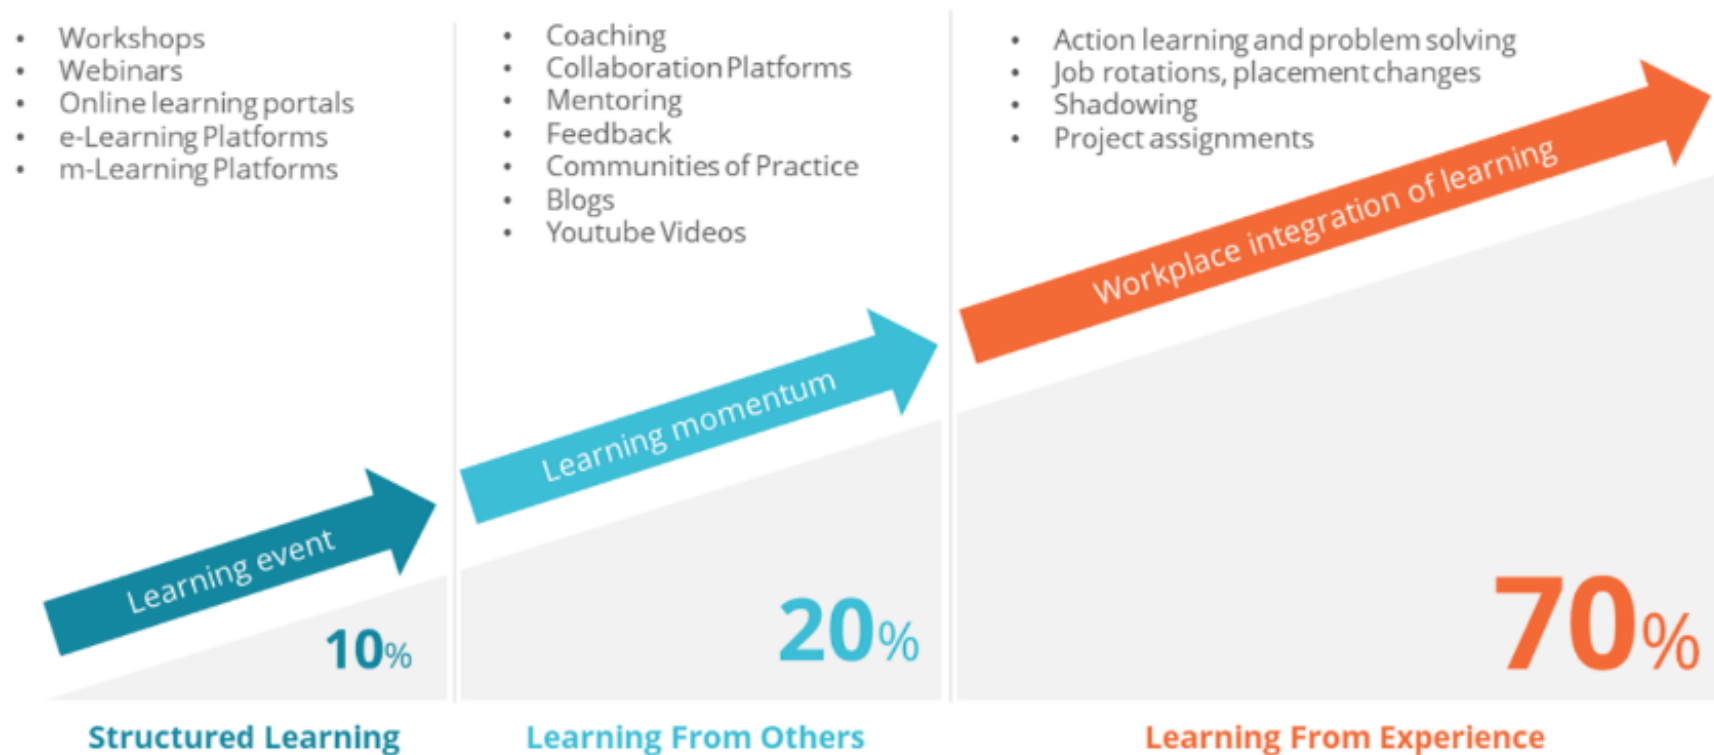 • Workshops
• Webinars
• Online learning portals
• e-Learning Platforms
• m-Learning Platforms
• Coaching
• Collaboration Platforms
• Mentoring
• Feedback
• Communities of Practice
• Blogs
• Youtube Videos
• Action learning and problem solving
• Job rotations, placement changes
• Shadowing
• Project assignments
Learning event
Learning momentum
Workplace integration of learning
10%
20%
70%
Structured Learning
Learning From Others
Learning From Experience